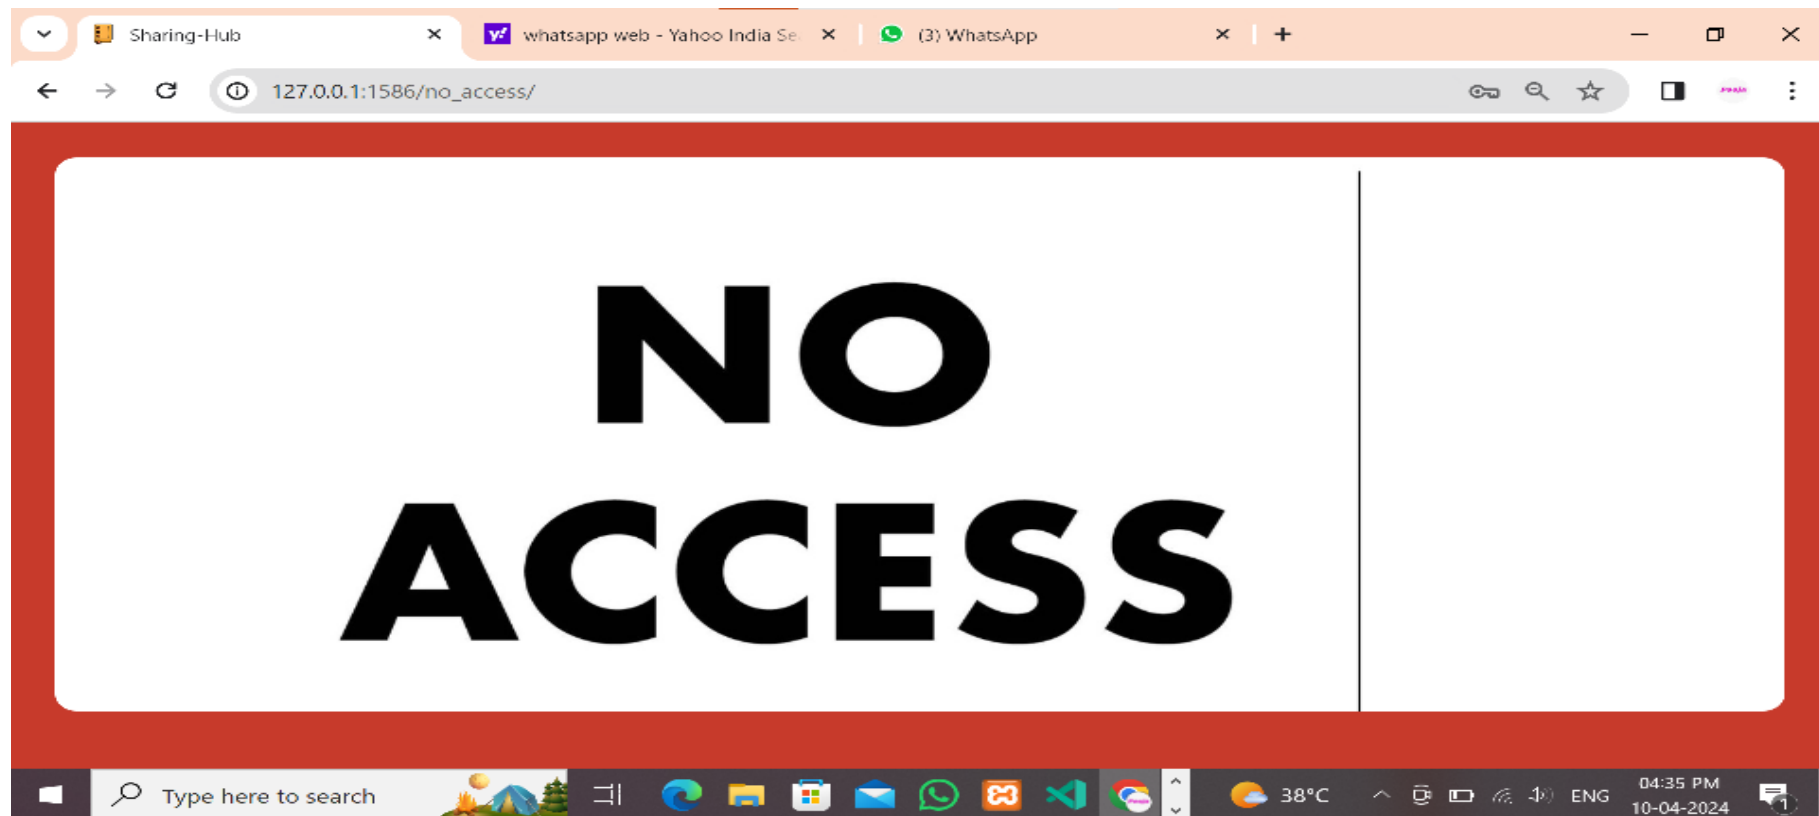 Sharing-Hub
whatsapp web - Yahoo India Se
(3) WhatsApp
127.0.0.1:1586/no_access/
NO
ACCESS
Type here to search
38°C
ENG
04:35 PM
10-04-2024
1